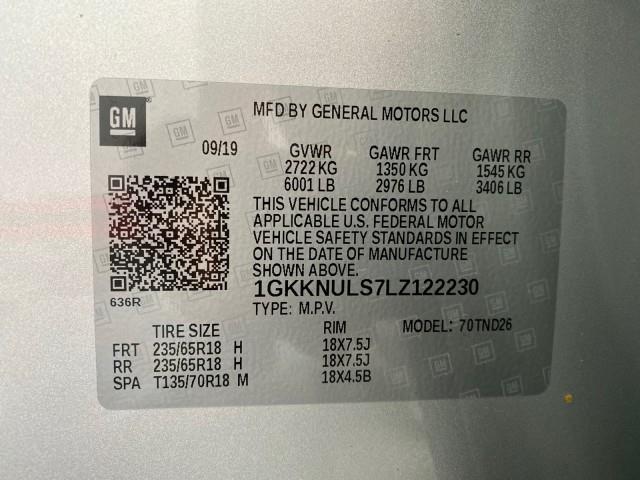 GM
MFD BY GENERAL MOTORS LLC
09/19 GVWR GAWR FRT GAWR RR
2722 KG 1350 KG 1545 KG
6001 LB 2976 LB 3406 LB
THIS VEHICLE CONFORMS TO ALL
APPLICABLE U.S. FEDERAL MOTOR
VEHICLE SAFETY STANDARDS IN EFFECT
ON THE DATE OF MANUFACTURE
SHOWN ABOVE.
636R
1GKKNULS7LZ122230
TYPE: M.P.V.
TIRE SIZE RIM MODEL: 70TND26
FRT 235/65R18 H 18X7.5J
RR 235/65R18 H 18X7.5J
SPA T135/70R18 M 18X4.5B